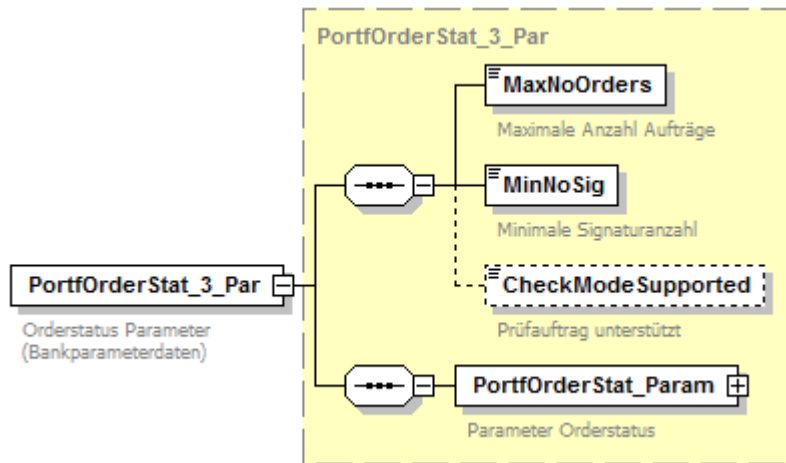 PortfOrderStat_3_Par
MaxNoOrders
Maximale Anzahl Aufträge
MinNoSig
Minimale Signaturanzahl
PortfOrderStat_3_Par
Orderstatus Parameter
(Bankparameterdaten)
CheckModeSupported
Prüfauftrag unterstützt
PortfOrderStat_Param
Parameter Orderstatus